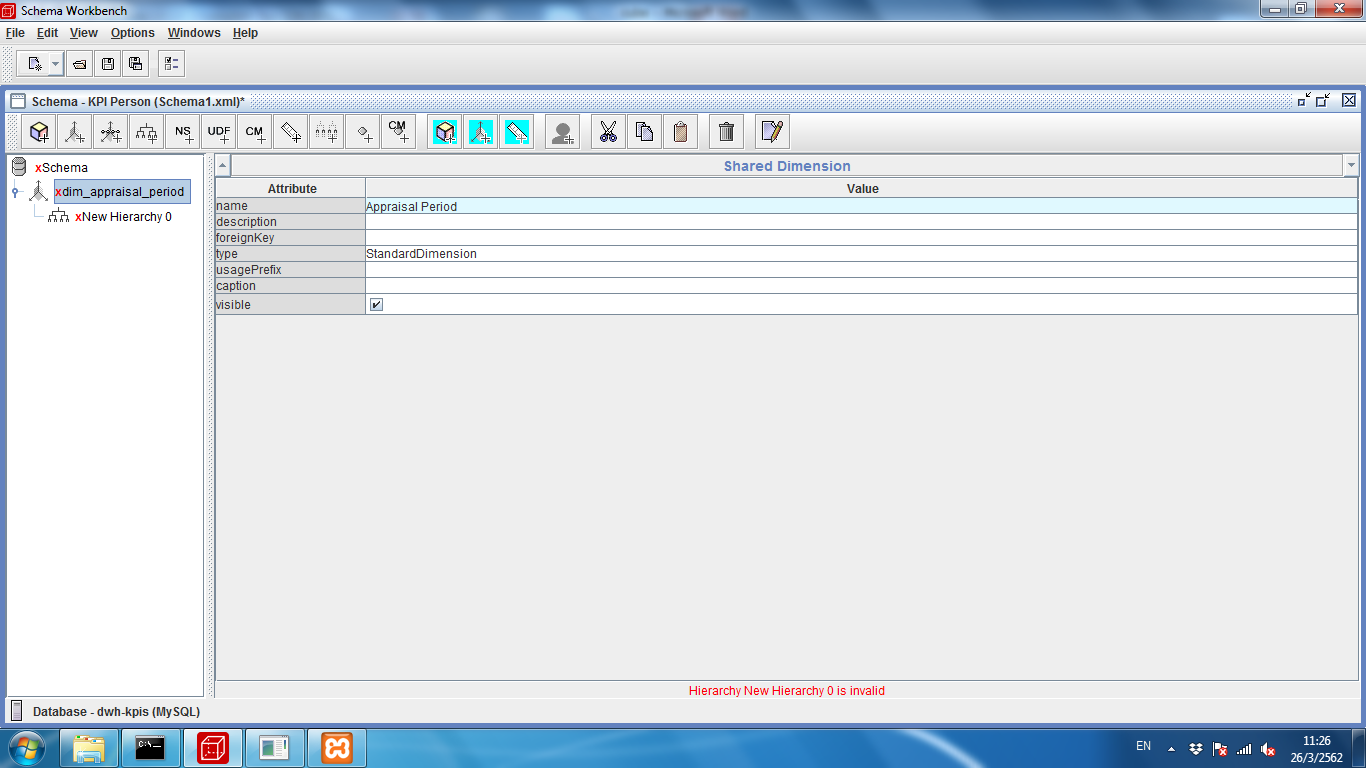 Schema Workbench
File Edit View Options Windows Help
Schema - KPI Person (Schema1.xml)*
NS UDF CM CM
xSchema
xdim_appraisal_period
xNew Hierarchy 0
Shared Dimension
Attribute Value
name Appraisal Period
description
foreignKey
type StandardDimension
usagePrefix
caption
visible
Hierarchy New Hierarchy 0 is invalid
Database - dwh-kpis (MySQL)
C:\_
EN
11:26
26/3/2562